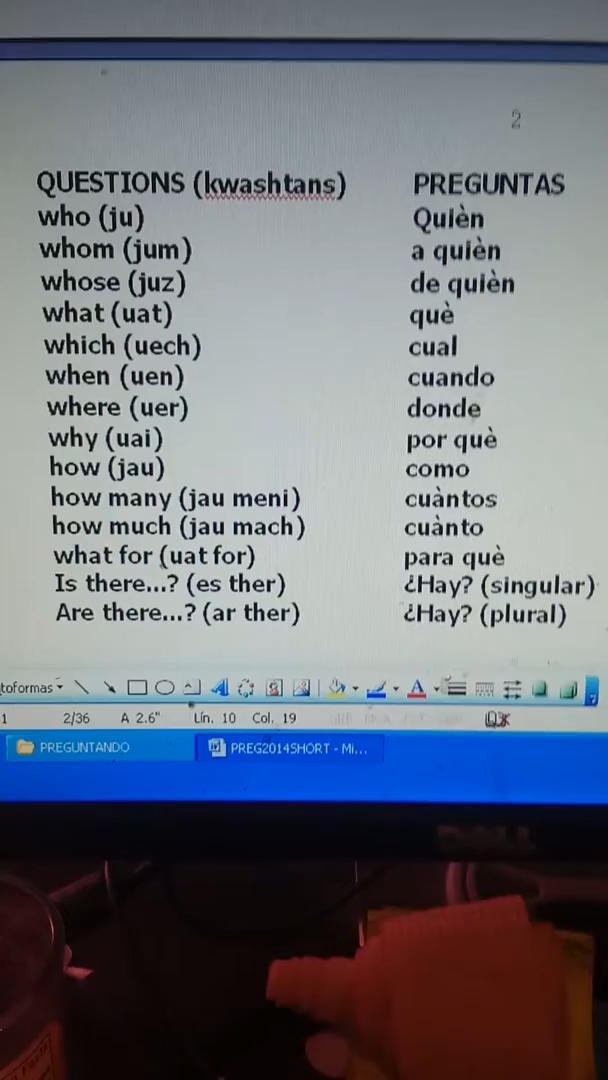 2
QUESTIONS (kwashtans) PREGUNTAS
who (ju) Quièn
whom (jum) a quièn
whose (juz) de quièn
what (uat) què
which (uech) cual
when (uen) cuando
where (uer) donde
why (uai) por què
how (jau) como
how many (jau meni) cuàntos
how much (jau mach) cuànto
what for (uat for) para què
Is there...? (es ther) ¿Hay? (singular)
Are there...? (ar ther) ¿Hay? (plural)
toformas
1 2/36 A 2.6" Lín. 10 Col. 19
PREGUNTANDO PREG2014SHORT - Mi...
DELL